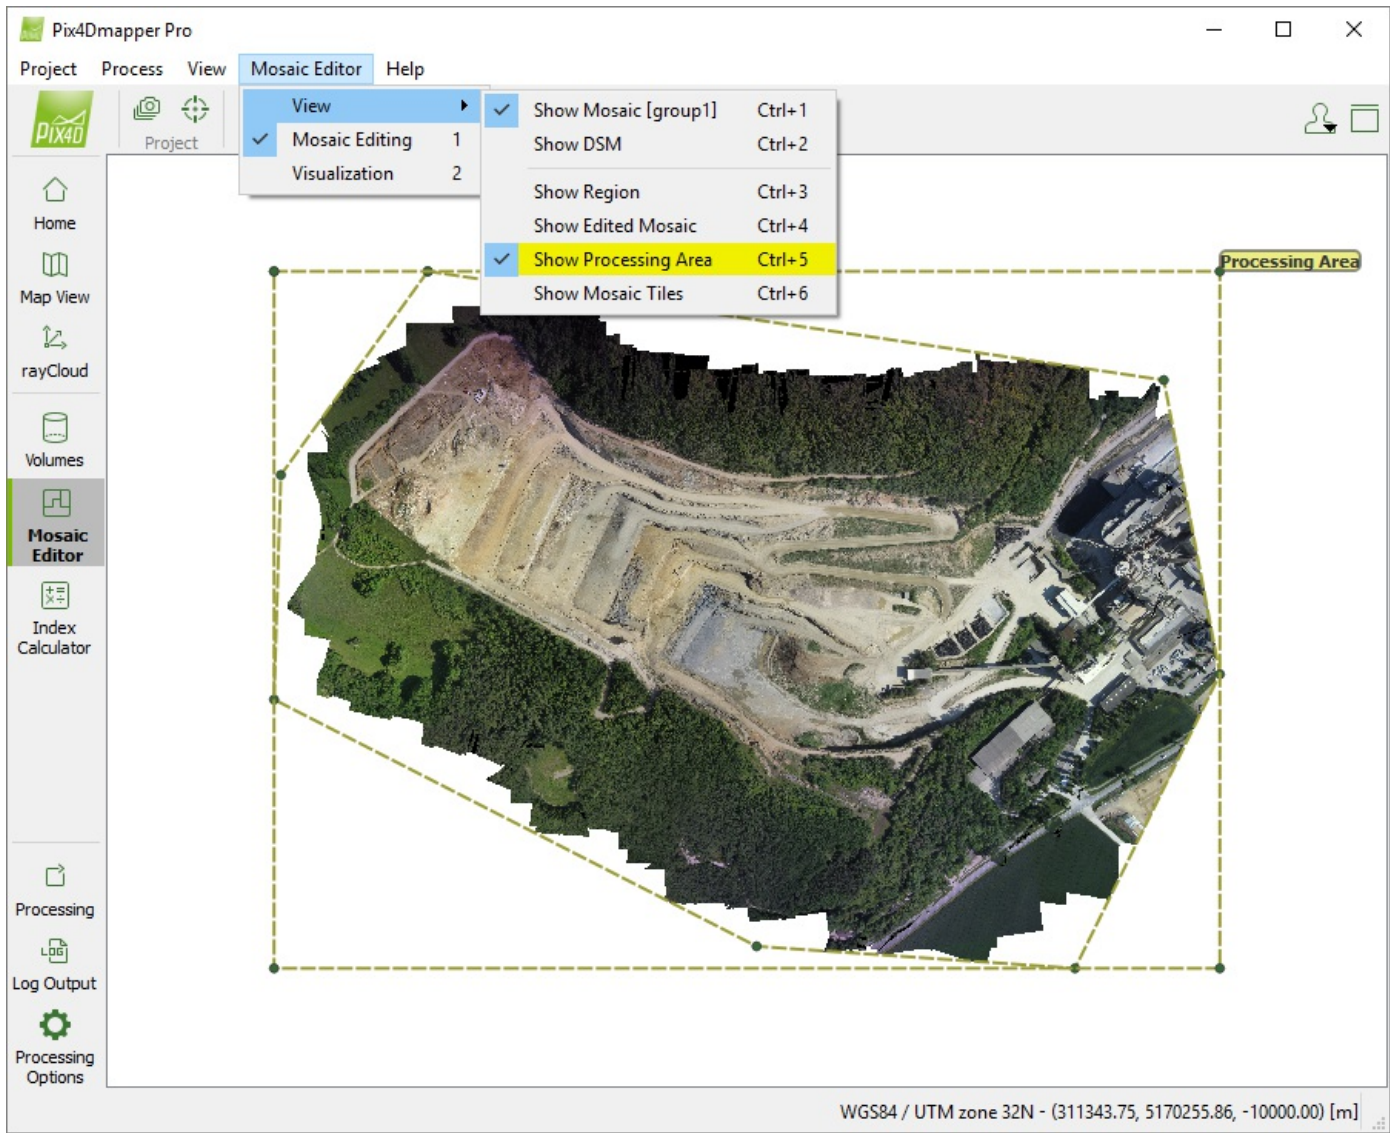 Pix4Dmapper Pro
Project Process View Mosaic Editor Help
PIX4D
Project
View
Mosaic Editing 1
Visualization 2
Show Mosaic [group1] Ctrl+1
Show DSM Ctrl+2
Show Region Ctrl+3
Show Edited Mosaic Ctrl+4
Show Processing Area Ctrl+5
Show Mosaic Tiles Ctrl+6
Home
Map View
rayCloud
Volumes
Mosaic
Editor
Index
Calculator
Processing
LOG
Log Output
Processing
Options
Processing Area
WGS84 / UTM zone 32N - (311343.75, 5170255.86, -10000.00) [m]